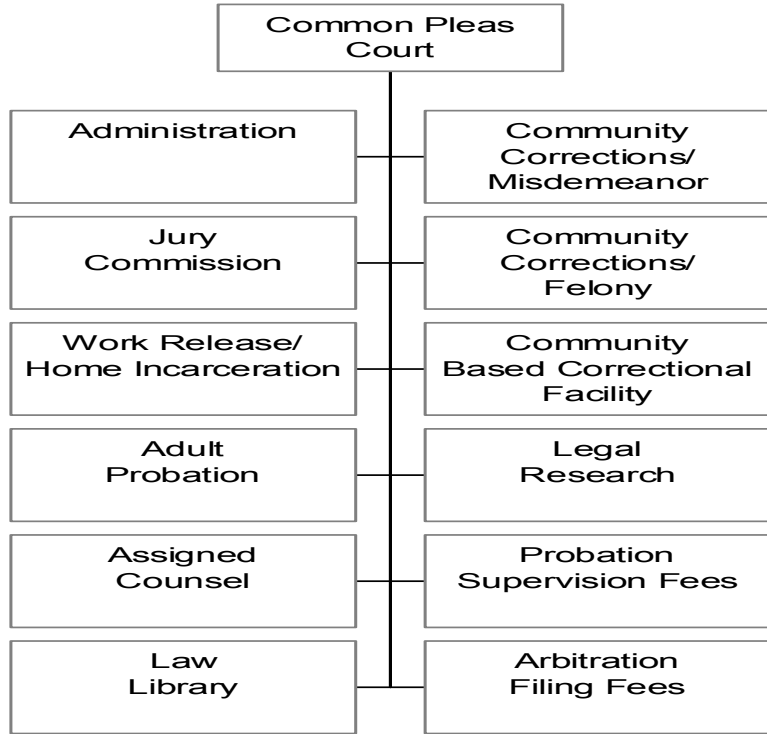 Common Pleas
Court
Administration
Community
Corrections/
Misdemeanor
Jury
Commission
Community
Corrections/
Felony
Work Release/
Home Incarceration
Community
Based Correctional
Facility
Adult
Probation
Legal
Research
Assigned
Counsel
Probation
Supervision Fees
Law
Library
Arbitration
Filing Fees